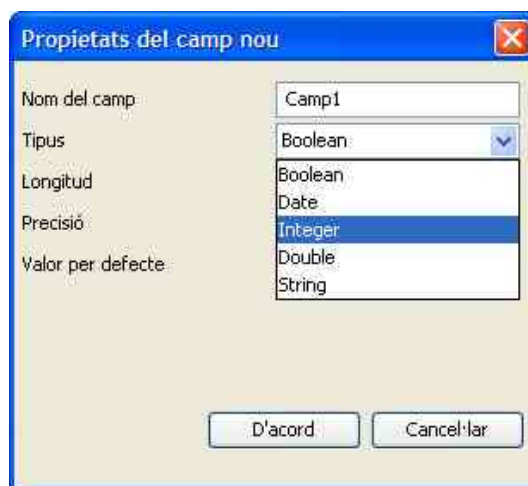 Propietats del camp nou
Nom del camp Camp1
Tipus Boolean
Longitud Boolean
Date
Precisió Integer
Valor per defecte Double
String
D'acord Cancel·lar